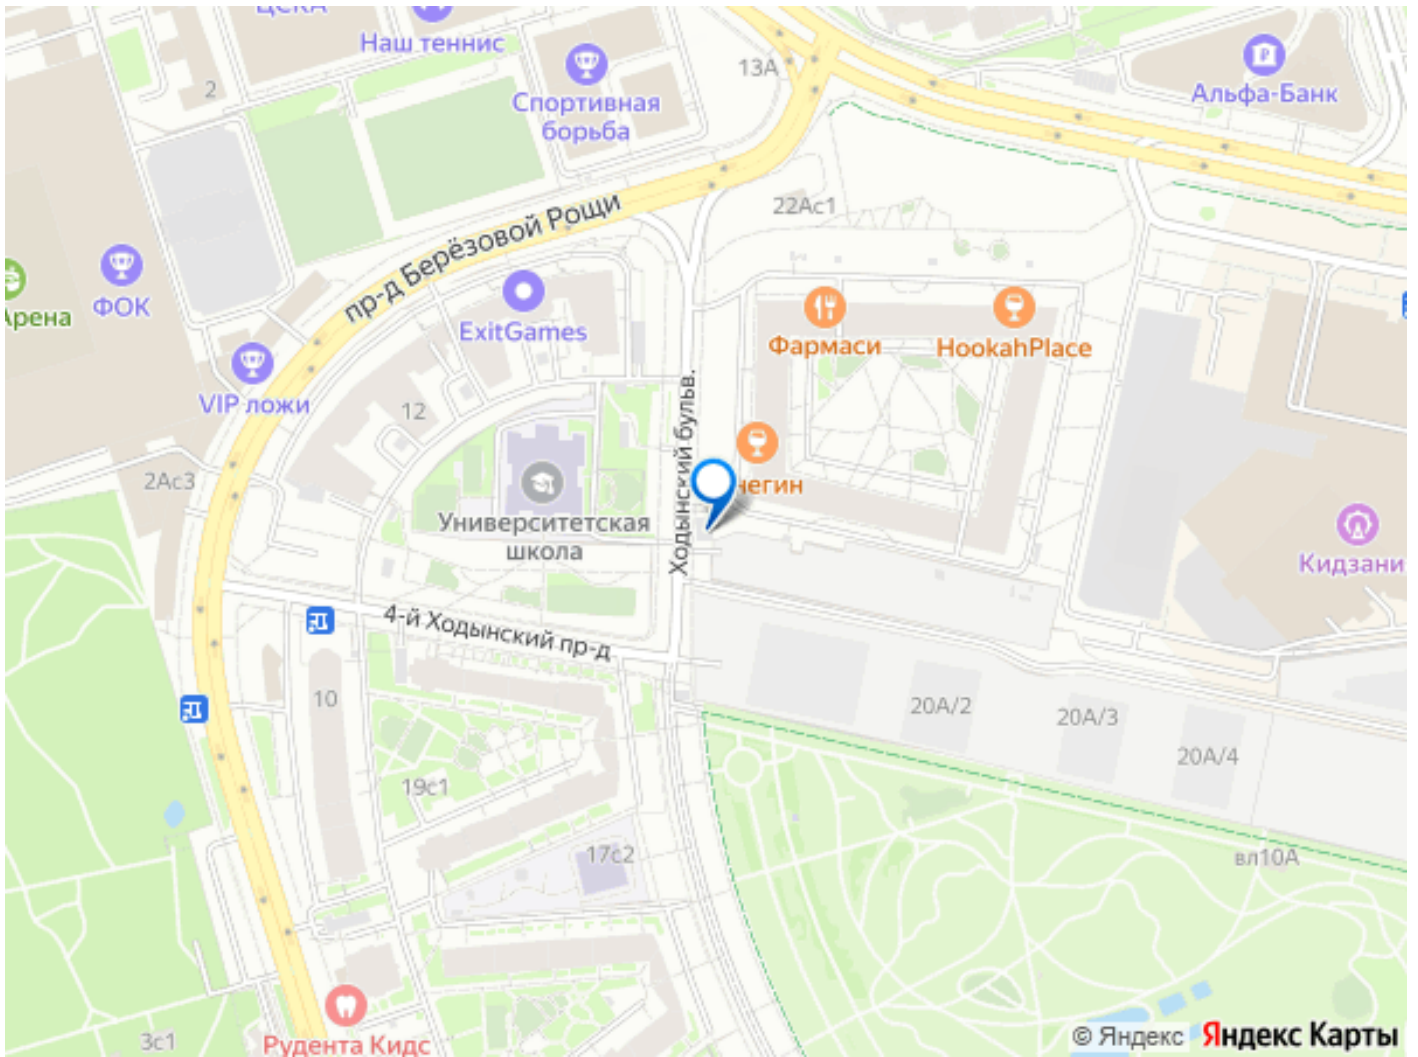 ЦСКА
Наш теннис
2
13А
Спортивная
борьба
Альфа-Банк
22Ас1
пр-д Берёзовой Рощи
ФОК
Арена
ExitGames
Фармаси
HookahPlace
VIP ложи
12
Ходынский бульв.
2Ас3
негин
Университетская
школа
Кидзани
4-й Ходынский пр-д
10
20А/2
20А/3
20А/4
19с1
17с2
вл10А
3с1
Рудента Кидс
© Яндекс Яндекс Карты